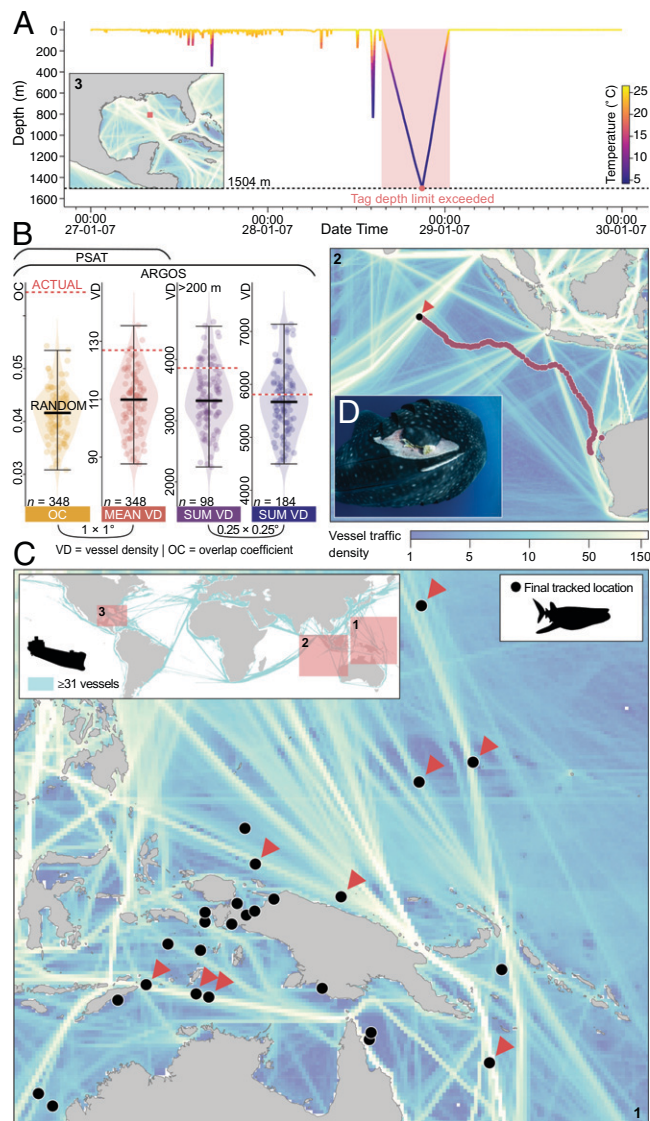 A
0
200
400
600
800
1000
1200
1400
1600
Depth (m)
3
1504 m
Tag depth limit exceeded
25
20
15
10
5
Temperature (°C)
00:00 00:00 00:00 00:00
27-01-07 28-01-07 29-01-07 30-01-07
Date Time
B
PSAT
ARGOS
OC
ACTUAL
0.05
0.04
0.03
RANDOM
n = 348
OC
VD
130
110
90
n = 348
MEAN VD
VD
>200 m
4000
3000
2000
n = 98
SUM VD
VD
7000
6000
5000
4000
n = 184
SUM VD
1 × 1°
0.25 × 0.25°
VD = vessel density | OC = overlap coefficient
2
D
Vessel traffic
density
1 5 10 50 150
C
3
1
2
≥31 vessels
Final tracked location
1